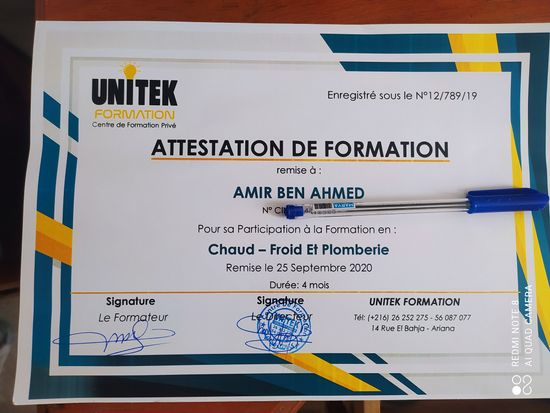 UNITEK
FORMATION
Centre de Formation Privé
Enregistré sous le N°12/789/19
ATTESTATION DE FORMATION
remise à :
AMIR BEN AHMED
N°
Pour sa Participation à la Formation en :
Chaud – Froid Et Plomberie
Remise le 25 Septembre 2020
Durée: 4 mois
Signature
Le Formateur
Signature
Le Directeur
UNITEK
UNITEK FORMATION
Tél: (+216) 26 252 275 - 56 087 077
14 Rue El Bahja - Ariana
REDMI NOTE 8
AI QUAD CAMERA